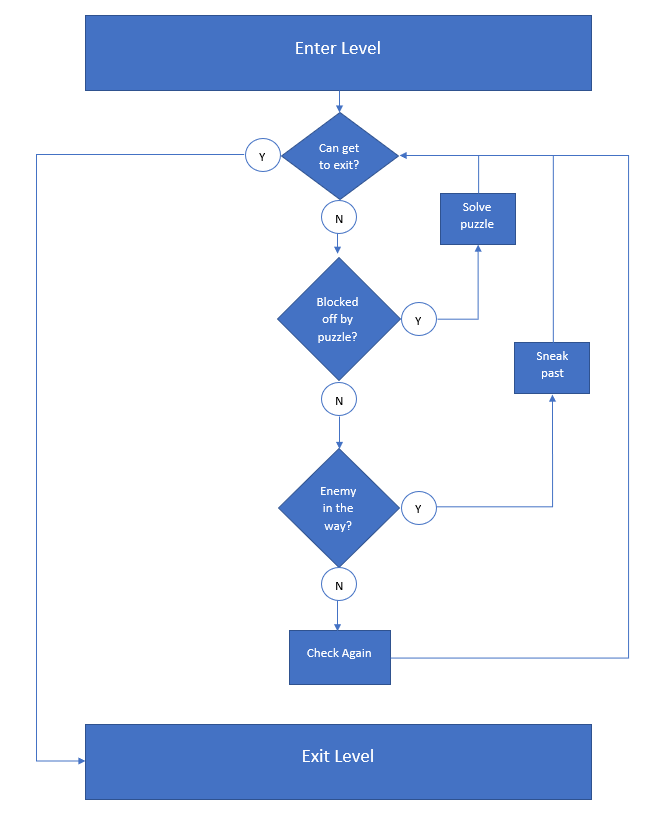 Enter Level
Can get
to exit?
Y
N
Solve
puzzle
Blocked
off by
puzzle?
Y
Sneak
past
N
Enemy
in the
way?
Y
N
Check Again
Exit Level